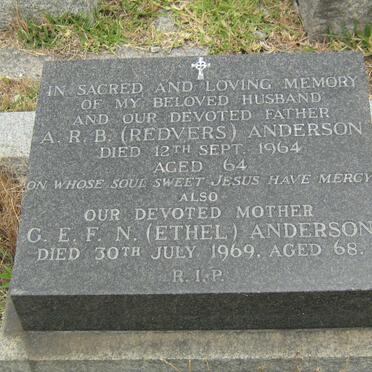 IN SACRED AND LOVING MEMORY
OF MY BELOVED HUSBAND
AND OUR DEVOTED FATHER
A. R. B. (REDVERS) ANDERSON
DIED 12TH SEPT. 1964
AGED 64
ON WHOSE SOUL SWEET JESUS HAVE MERCY
ALSO
OUR DEVOTED MOTHER
G. E. F. N. (ETHEL) ANDERSON
DIED 30TH JULY 1969. AGED 68.
R.I.P.